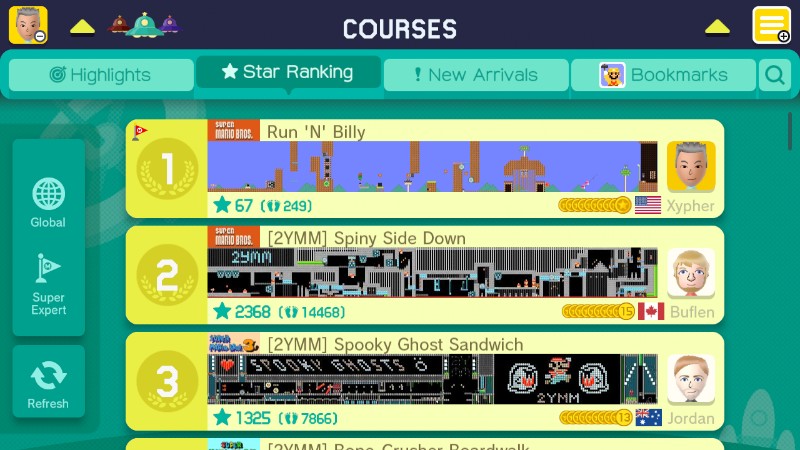 COURSES
Highlights
Star Ranking
! New Arrivals
Bookmarks
Global
Super
Expert
Refresh
1
SUPER
MARIO BROS.
Run 'N' Billy
67 (249)
Xypher
2
SUPER
MARIO BROS.
[2YMM] Spiny Side Down
2YMM
2368 (14468)
15
Buflen
3
[2YMM] Spooky Ghost Sandwich
SPOOKY GHOSTS
2YMM
1325 (7866)
13
Jordan
[2YMM] Bone-Crusher Boardwalk